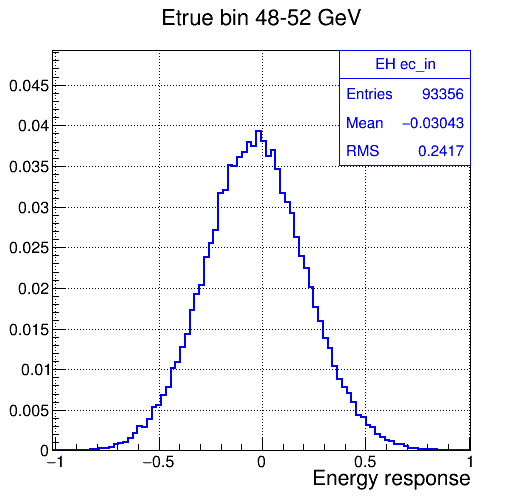 Etrue bin 48-52 GeV
EH ec_in
Entries 93356
Mean −0.03043
RMS 0.2417
0.045
0.04
0.035
0.03
0.025
0.02
0.015
0.01
0.005
0
−1 −0.5 0 0.5 1
Energy response